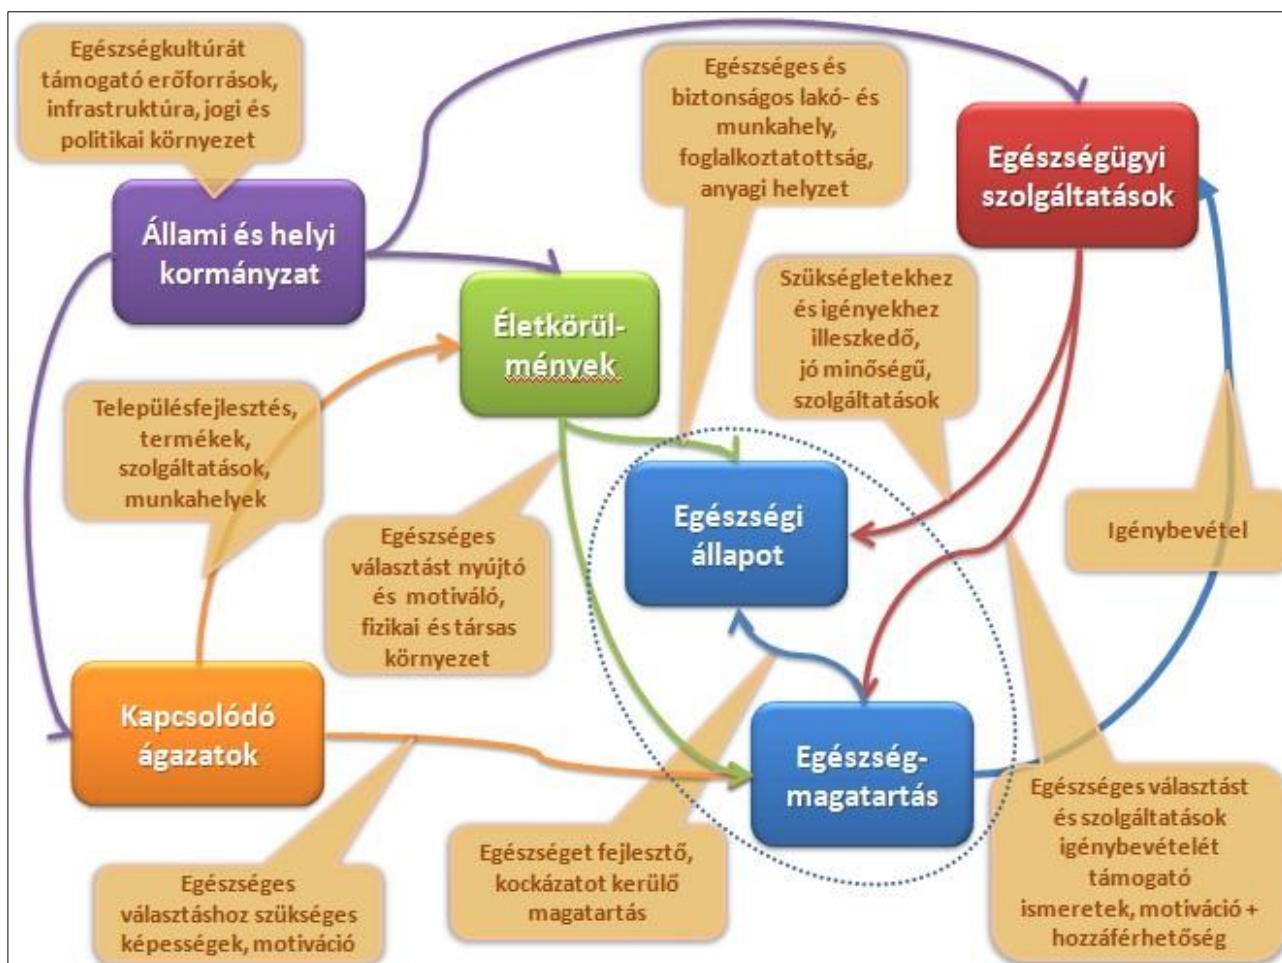 Egészségkultúrát
támogató erőforrások,
infrastruktúra, jogi és
politikai környezet
Egészséges és
biztonságos lakó- és
munkahely,
foglalkoztatottság,
anyagi helyzet
Egészségügyi
szolgáltatások
Állami és helyi
kormányzat
Életkörül-
mények
Szükségletekhez
és igényekhez
illeszkedő,
jó minőségű,
szolgáltatások
Településfejlesztés,
termékek,
szolgáltatások,
munkahelyek
Egészségi
állapot
Igénybevétel
Egészséges
választást nyújtó
és motiváló,
fizikai és társas
környezet
Kapcsolódó
ágazatok
Egészség-
magatartás
Egészséges
választáshoz szükséges
képességek, motiváció
Egészséget fejlesztő,
kockázatot kerülő
magatartás
Egészséges választást
és szolgáltatások
igénybevételét
támogató
ismeretek, motiváció +
hozzáférhetőség